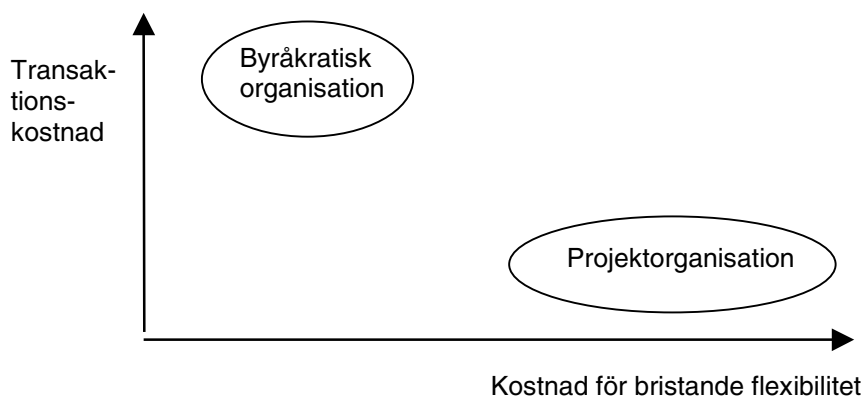 Transak-
tions-
kostnad
Byråkratisk
organisation
Projektorganisation
Kostnad för bristande flexibilitet